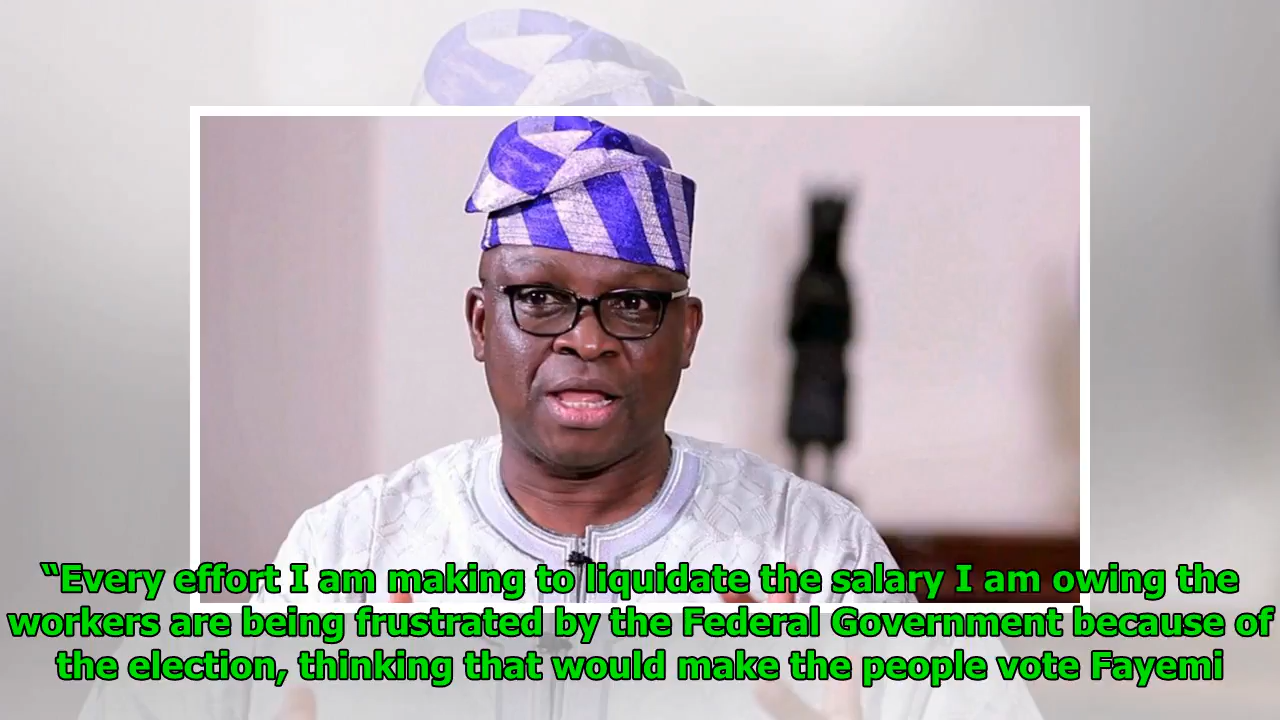 “Every effort I am making to liquidate the salary I am owing the
workers are being frustrated by the Federal Government because of
the election, thinking that would make the people vote Fayemi